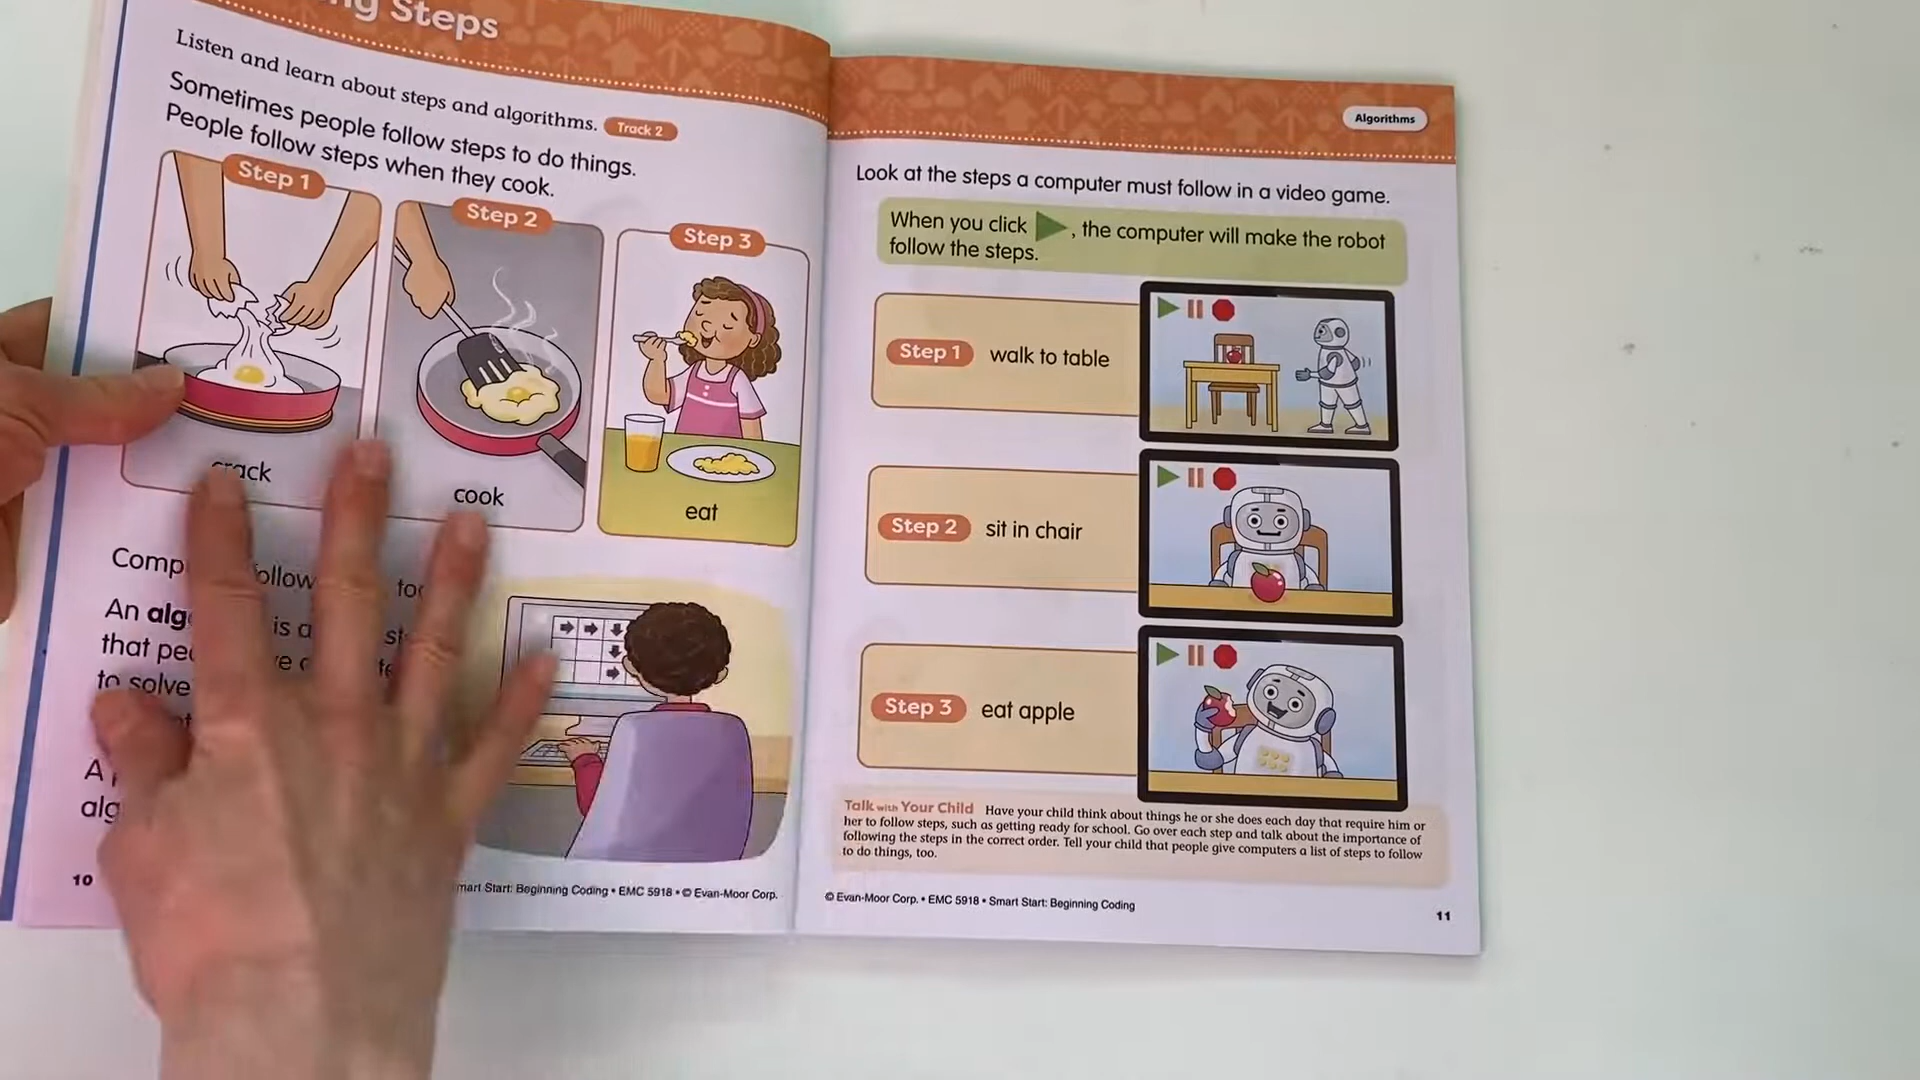 Steps
Listen and learn about steps and algorithms. Track 2
Sometimes people follow steps to do things.
People follow steps when they cook.
Step 1
Step 2
Step 3
cook
eat
An
is a
that
to solve
10
Start: Beginning Coding • EMC 5918 • © Evan-Moor Corp.
Algorithms
Look at the steps a computer must follow in a video game.
When you click , the computer will make the robot
follow the steps.
Step 1 walk to table
Step 2 sit in chair
Step 3 eat apple
Talk with Your Child Have your child think about things he or she does each day that require him or
her to follow steps, such as getting ready for school. Go over each step and talk about the importance of
following the steps in the correct order. Tell your child that people give computers a list of steps to follow
to do things, too.
© Evan-Moor Corp. • EMC 5918 • Smart Start: Beginning Coding
11